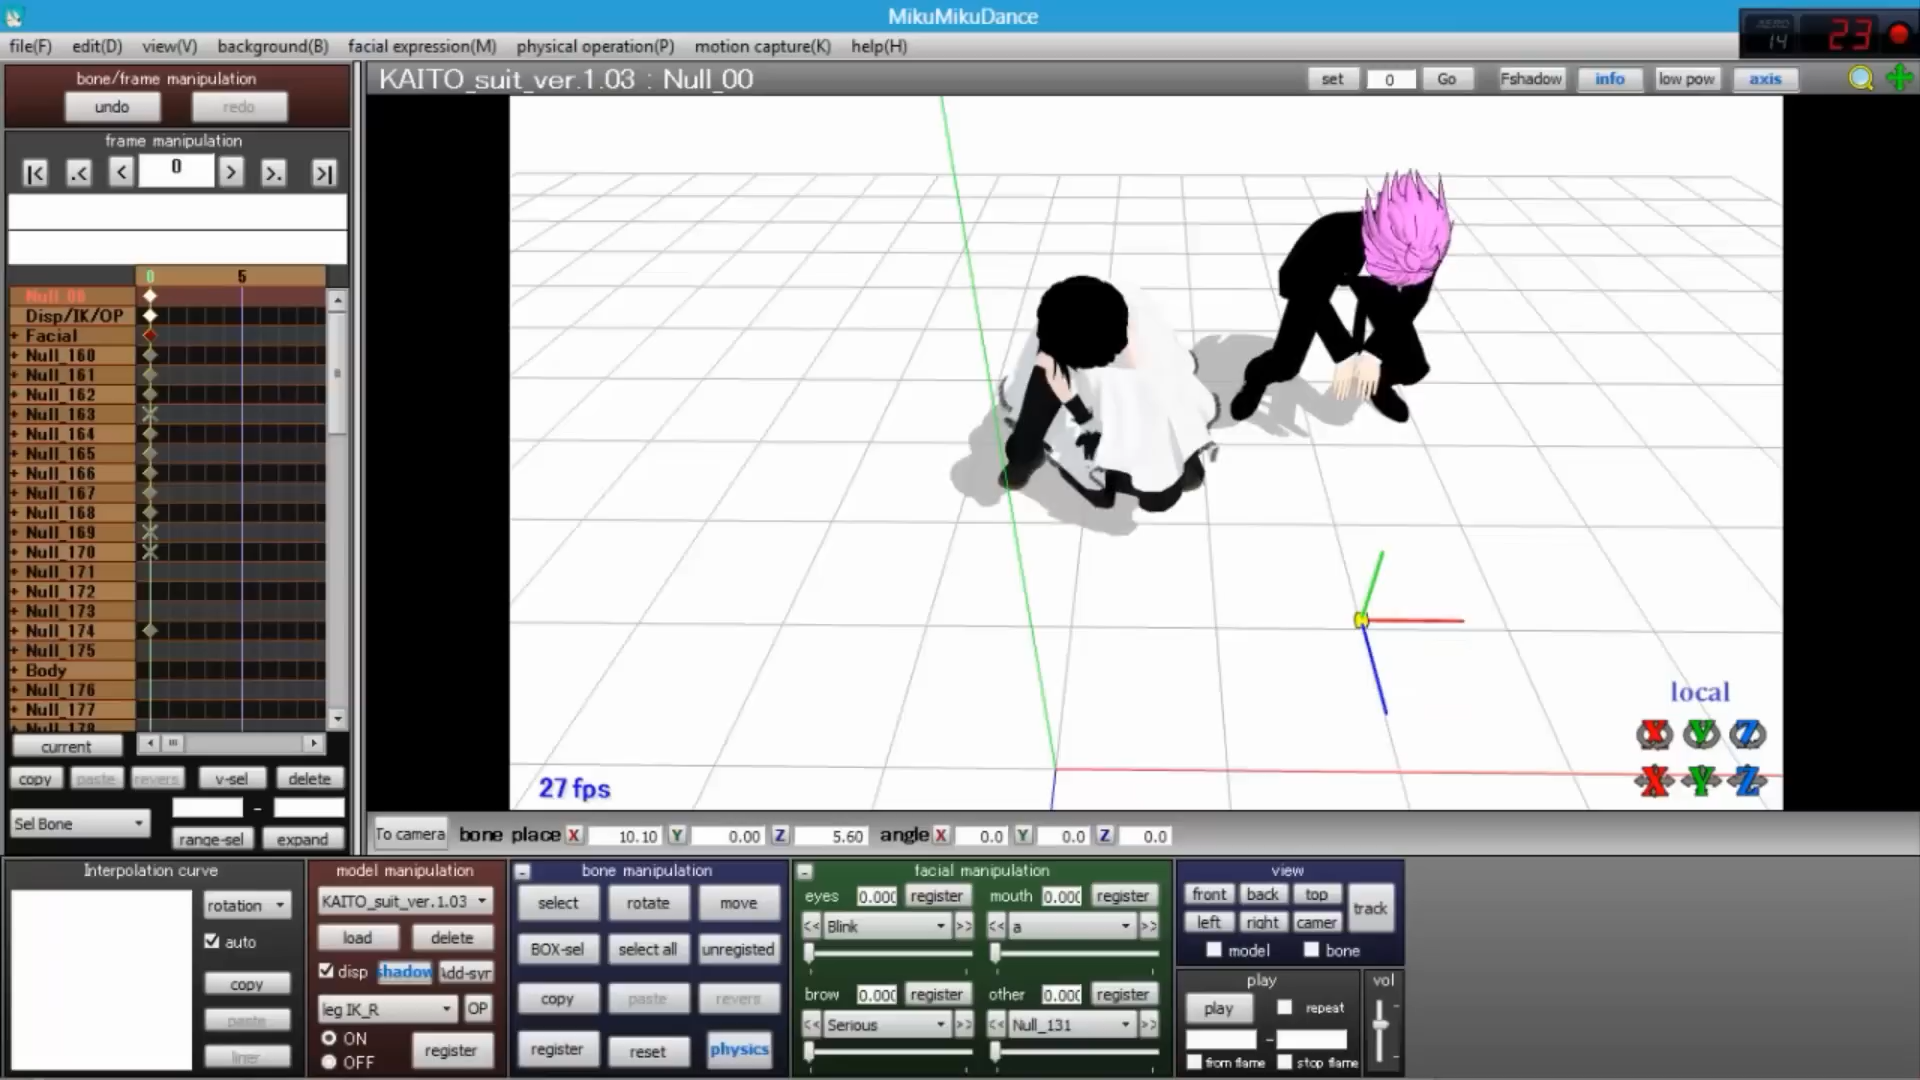 MikuMikuDance
file(F) edit(D) view(V) background(B) facial expression(M) physical operation(P) motion capture(K) help(H)
14 23
bone/frame manipulation
undo redo
KAITO_suit_ver.1.03 : Null_00
set 0 Go Fshadow info low pow axis
frame manipulation
|< .< < 0 > >. >|
0 5
Null_00
Disp/IK/OP
+ Facial
+ Null_160
+ Null_161
+ Null_162
+ Null_163
+ Null_164
+ Null_165
+ Null_166
+ Null_167
+ Null_168
+ Null_169
+ Null_170
+ Null_171
+ Null_172
+ Null_173
+ Null_174
+ Null_175
+ Body
+ Null_176
+ Null_177
+ Null_178
current
copy paste revers v-sel delete
-
Sel Bone range-sel expand
local
X Y Z
X Y Z
27 fps
To camera bone place X 10.10 Y 0.00 Z 5.60 angle X 0.0 Y 0.0 Z 0.0
Interpolation curve
rotation
auto
copy
paste
liner
model manipulation
KAITO_suit_ver.1.03
load delete
disp shadow Add-syn
leg IK_R OP
ON
OFF
register
- bone manipulation
select rotate move
BOX-sel select all unregisted
copy paste revers
register reset physics
- facial manipulation
eyes 0.000 register mouth 0.000 register
<< Blink >> << a >>
brow 0.000 register other 0.000 register
<< Serious >> << Null_131 >>
view
front back top track
left right camer
model bone
play
play repeat
-
from flame stop flame
vol